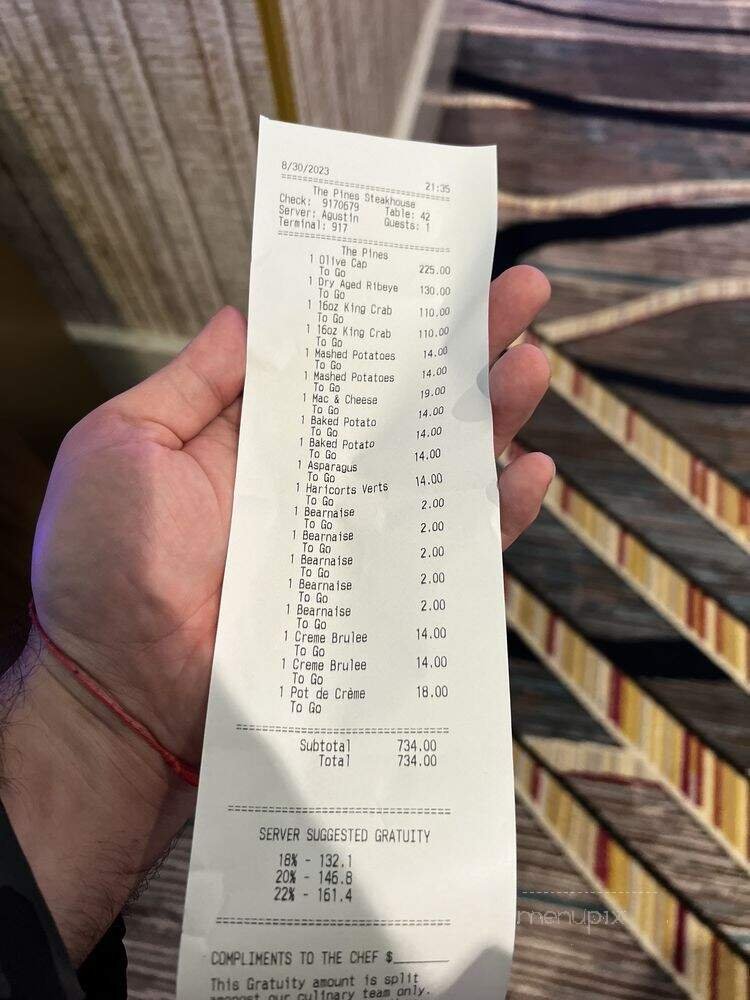 8/30/2023 21:35
========================
The Pines Steakhouse
Check: 9170679 Table: 42
Server: Agustin Guests: 1
Terminal: 917
========================
The Pines
1 Olive Cap 225.00
To Go
1 Dry Aged Ribeye 130.00
To Go
1 16oz King Crab 110.00
To Go
1 16oz King Crab 110.00
To Go
1 Mashed Potatoes 14.00
To Go
1 Mashed Potatoes 14.00
To Go
1 Mac & Cheese 19.00
To Go
1 Baked Potato 14.00
To Go
1 Baked Potato 14.00
To Go
1 Asparagus 14.00
To Go
1 Haricorts Verts 14.00
To Go
1 Bearnaise 2.00
To Go
1 Bearnaise 2.00
To Go
1 Bearnaise 2.00
To Go
1 Bearnaise 2.00
To Go
1 Bearnaise 2.00
To Go
1 Creme Brulee 14.00
To Go
1 Creme Brulee 14.00
To Go
1 Pot de Crème 18.00
To Go
==============================
Subtotal 734.00
Total 734.00
==============================
SERVER SUGGESTED GRATUITY
18% - 132.1
20% - 146.8
22% - 161.4
==============================
COMPLIMENTS TO THE CHEF $________
This Gratuity amount is split
amongst our culinary team only.
menupix